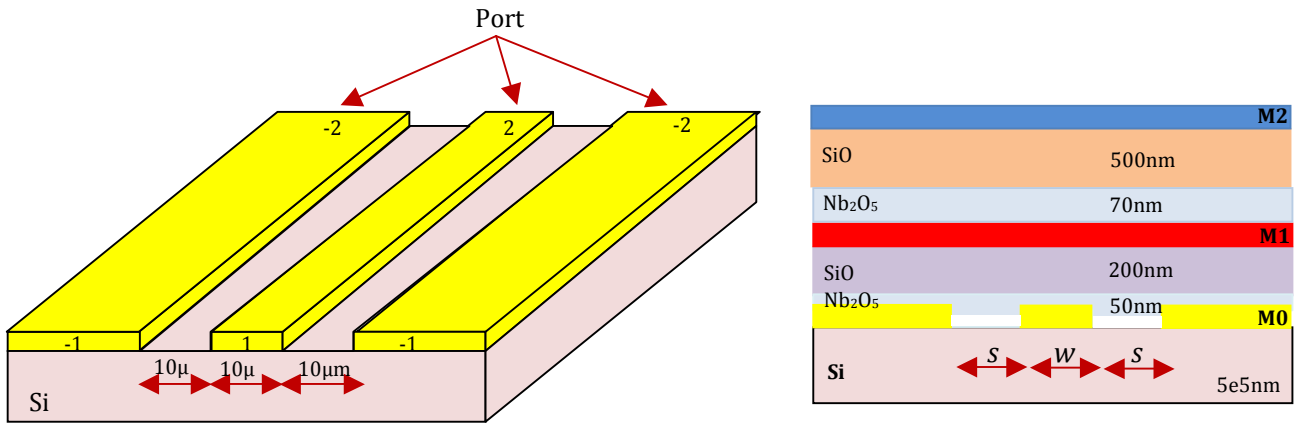 Port
-2
2
-2
-1
1
-1
10μ
10μ
10μm
Si
M2
SiO
500nm
Nb₂O₅
70nm
M1
SiO
200nm
Nb₂O₅
50nm
M0
s
w
s
Si
5e5nm